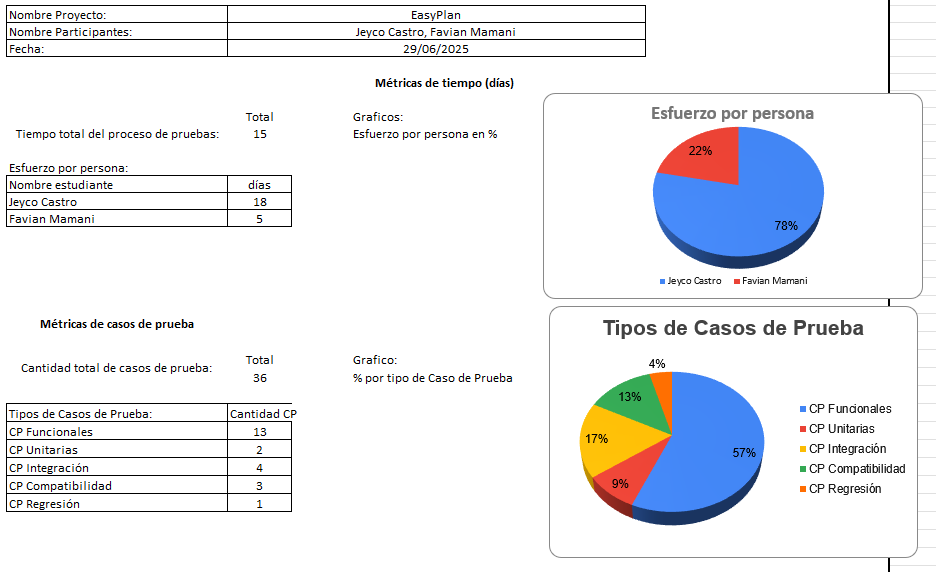 Nombre Proyecto: EasyPlan
Nombre Participantes: Jeyco Castro, Favian Mamani
Fecha: 29/06/2025
Métricas de tiempo (días)
Total Graficos:
Tiempo total del proceso de pruebas: 15 Esfuerzo por persona en %
Esfuerzo por persona:
Nombre estudiante días
Jeyco Castro 18
Favian Mamani 5
Esfuerzo por persona
22%
78%
Jeyco Castro Favian Mamani
Métricas de casos de prueba
Total Grafico:
Cantidad total de casos de prueba: 36 % por tipo de Caso de Prueba
Tipos de Casos de Prueba: Cantidad CP
CP Funcionales 13
CP Unitarias 2
CP Integración 4
CP Compatibilidad 3
CP Regresión 1
Tipos de Casos de Prueba
4%
13%
17%
57%
9%
CP Funcionales
CP Unitarias
CP Integración
CP Compatibilidad
CP Regresión